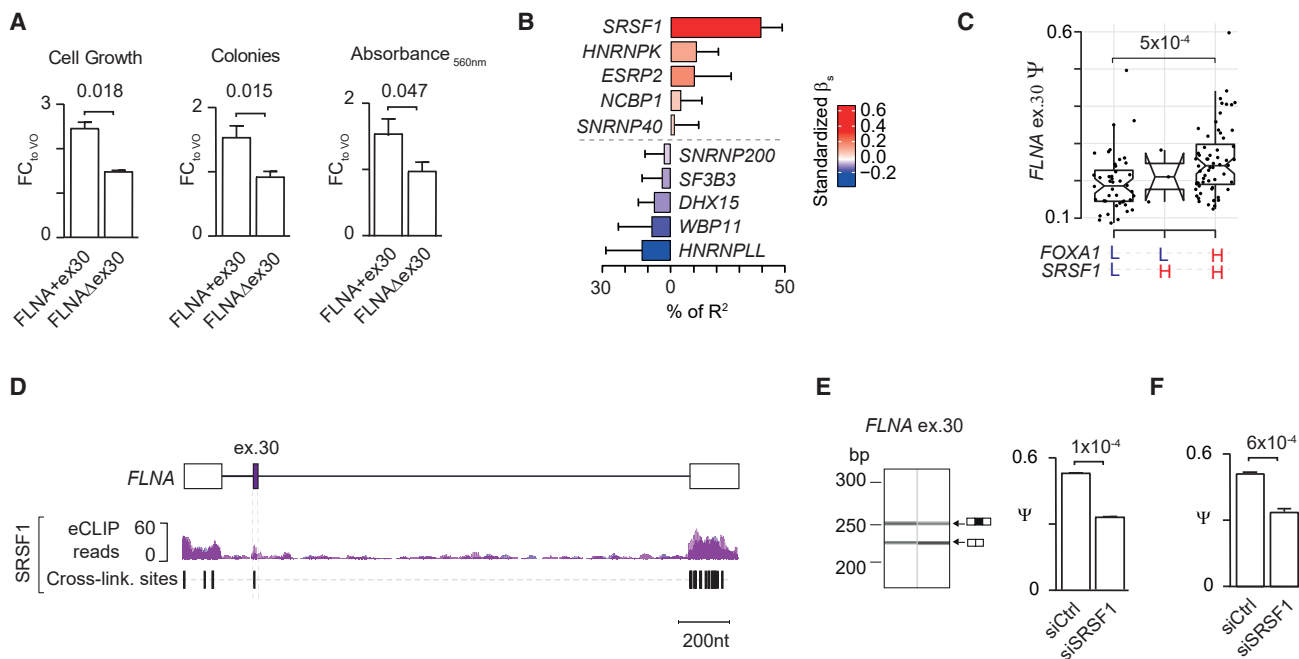 A
Cell Growth
0.018
3
FC to VO
0
FLNA+ex30
FLNAΔex30
Colonies
0.015
2
FC to VO
0
FLNA+ex30
FLNAΔex30
Absorbance 560nm
0.047
2
FC to VO
0
FLNA+ex30
FLNAΔex30
B
SRSF1
HNRNPK
ESRP2
NCBP1
SNRNP40
SNRNP200
SF3B3
DHX15
WBP11
HNRNPLL
30 0 50
% of R²
Standardized βs
0.6
0.4
0.2
0.0
−0.2
C
0.6
5x10⁻⁴
FLNA ex.30 Ψ
0.1
FOXA1 L L H
SRSF1 L H H
D
ex.30
FLNA
SRSF1
eCLIP reads
60
0
Cross-link. sites
200nt
E
FLNA ex.30
bp
300
250
200
0.6
1x10⁻⁴
Ψ
0
siCtrl
siSRSF1
F
0.6
6x10⁻⁴
Ψ
0
siCtrl
siSRSF1